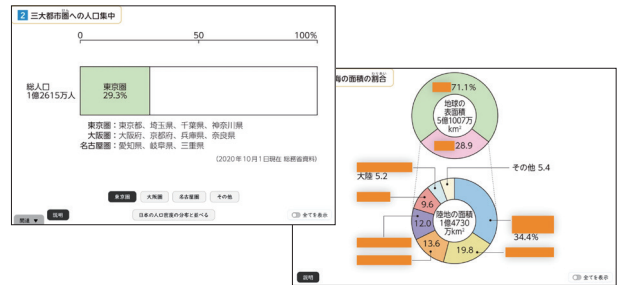 2 三大都市圏への人口集中
0 50 100%
総人口
1億2615万人
東京圏
29.3%
東京圏：東京都、埼玉県、千葉県、神奈川県
大阪圏：大阪府、京都府、兵庫県、奈良県
名古屋圏：愛知県、岐阜県、三重県
(2020年10月1日現在 総務省資料)
東京圏 大阪圏 名古屋圏 その他
関連 ▼ 説明 日本の人口密度の分布と比べる 全てを表示
海の面積の割合
わりあい
71.1%
地球の
表面積
5億1007万
km²
28.9
大陸 5.2
その他 5.4
9.6
12.0
13.6
19.8
34.4%
陸地の面積
1億4730
万km²
説明 全てを表示